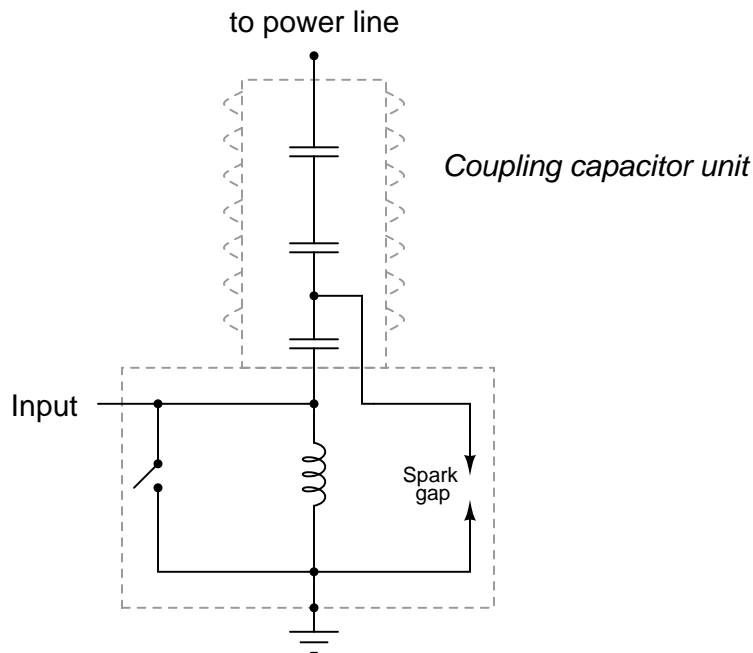 to power line
Coupling capacitor unit
Input
Spark
gap